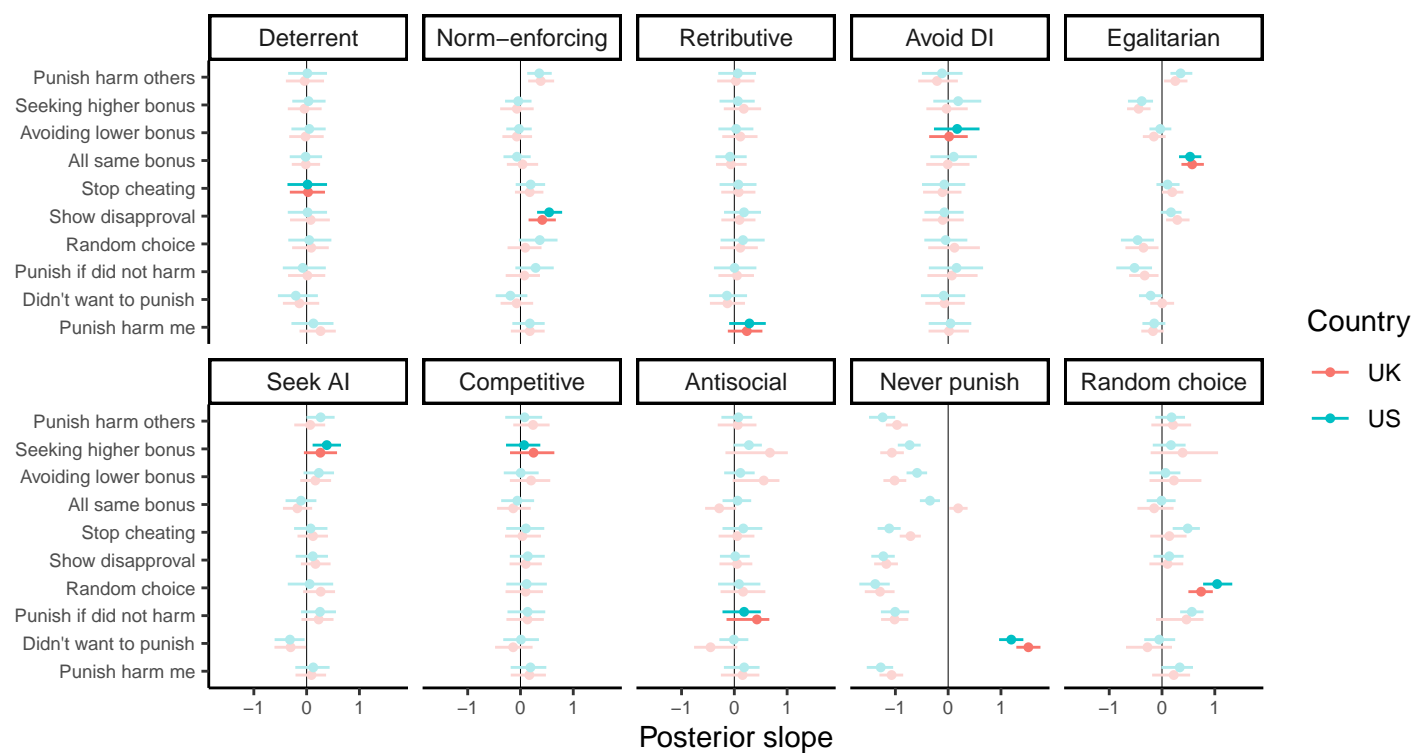 Deterrent Norm−enforcing Retributive Avoid DI Egalitarian
Punish harm others
Seeking higher bonus
Avoiding lower bonus
All same bonus
Stop cheating
Show disapproval
Random choice
Punish if did not harm
Didn't want to punish
Punish harm me
Seek AI Competitive Antisocial Never punish Random choice
Punish harm others
Seeking higher bonus
Avoiding lower bonus
All same bonus
Stop cheating
Show disapproval
Random choice
Punish if did not harm
Didn't want to punish
Punish harm me
−1 0 1 −1 0 1 −1 0 1 −1 0 1 −1 0 1
Posterior slope
Country
UK
US